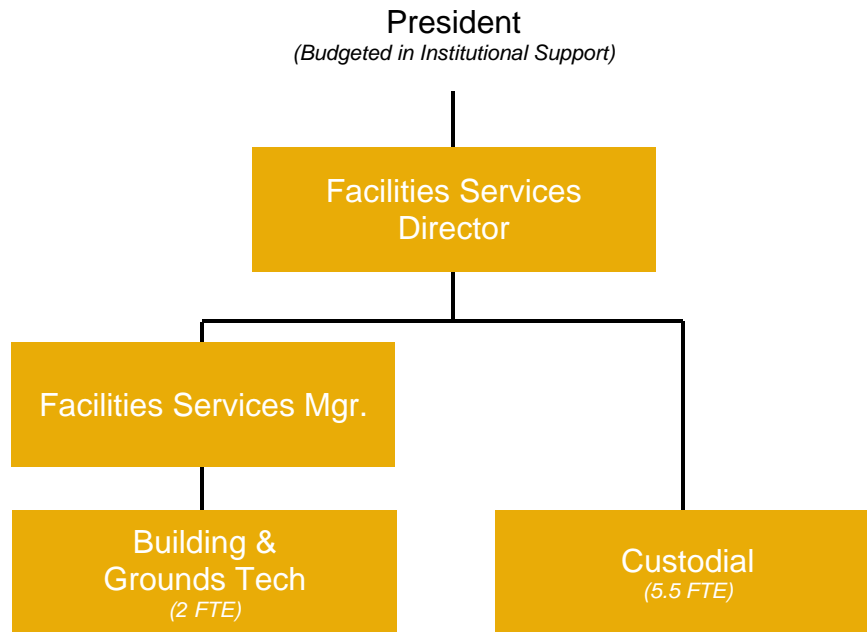 President
(Budgeted in Institutional Support)
Facilities Services
Director
Facilities Services Mgr.
Building &
Grounds Tech
(2 FTE)
Custodial
(5.5 FTE)